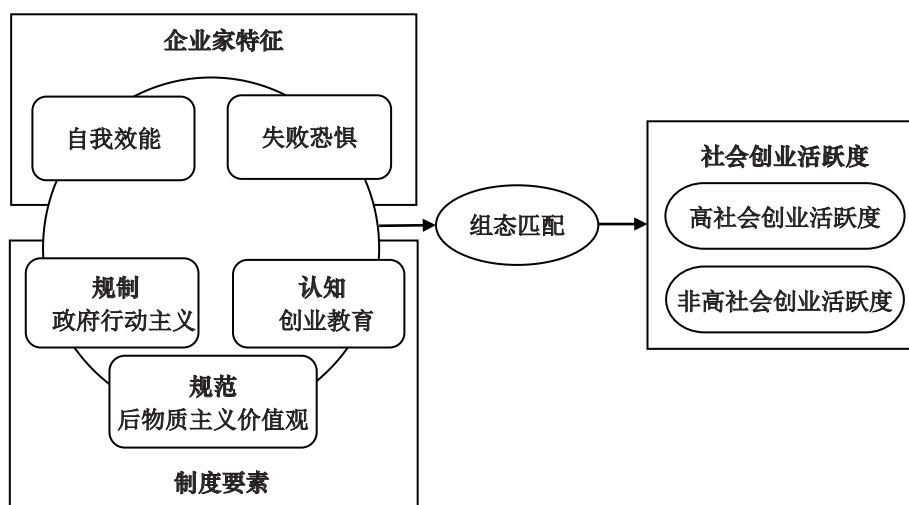 企业家特征
自我效能
失败恐惧
规制
政府行动主义
认知
创业教育
规范
后物质主义价值观
制度要素
组态匹配
社会创业活跃度
高社会创业活跃度
非高社会创业活跃度